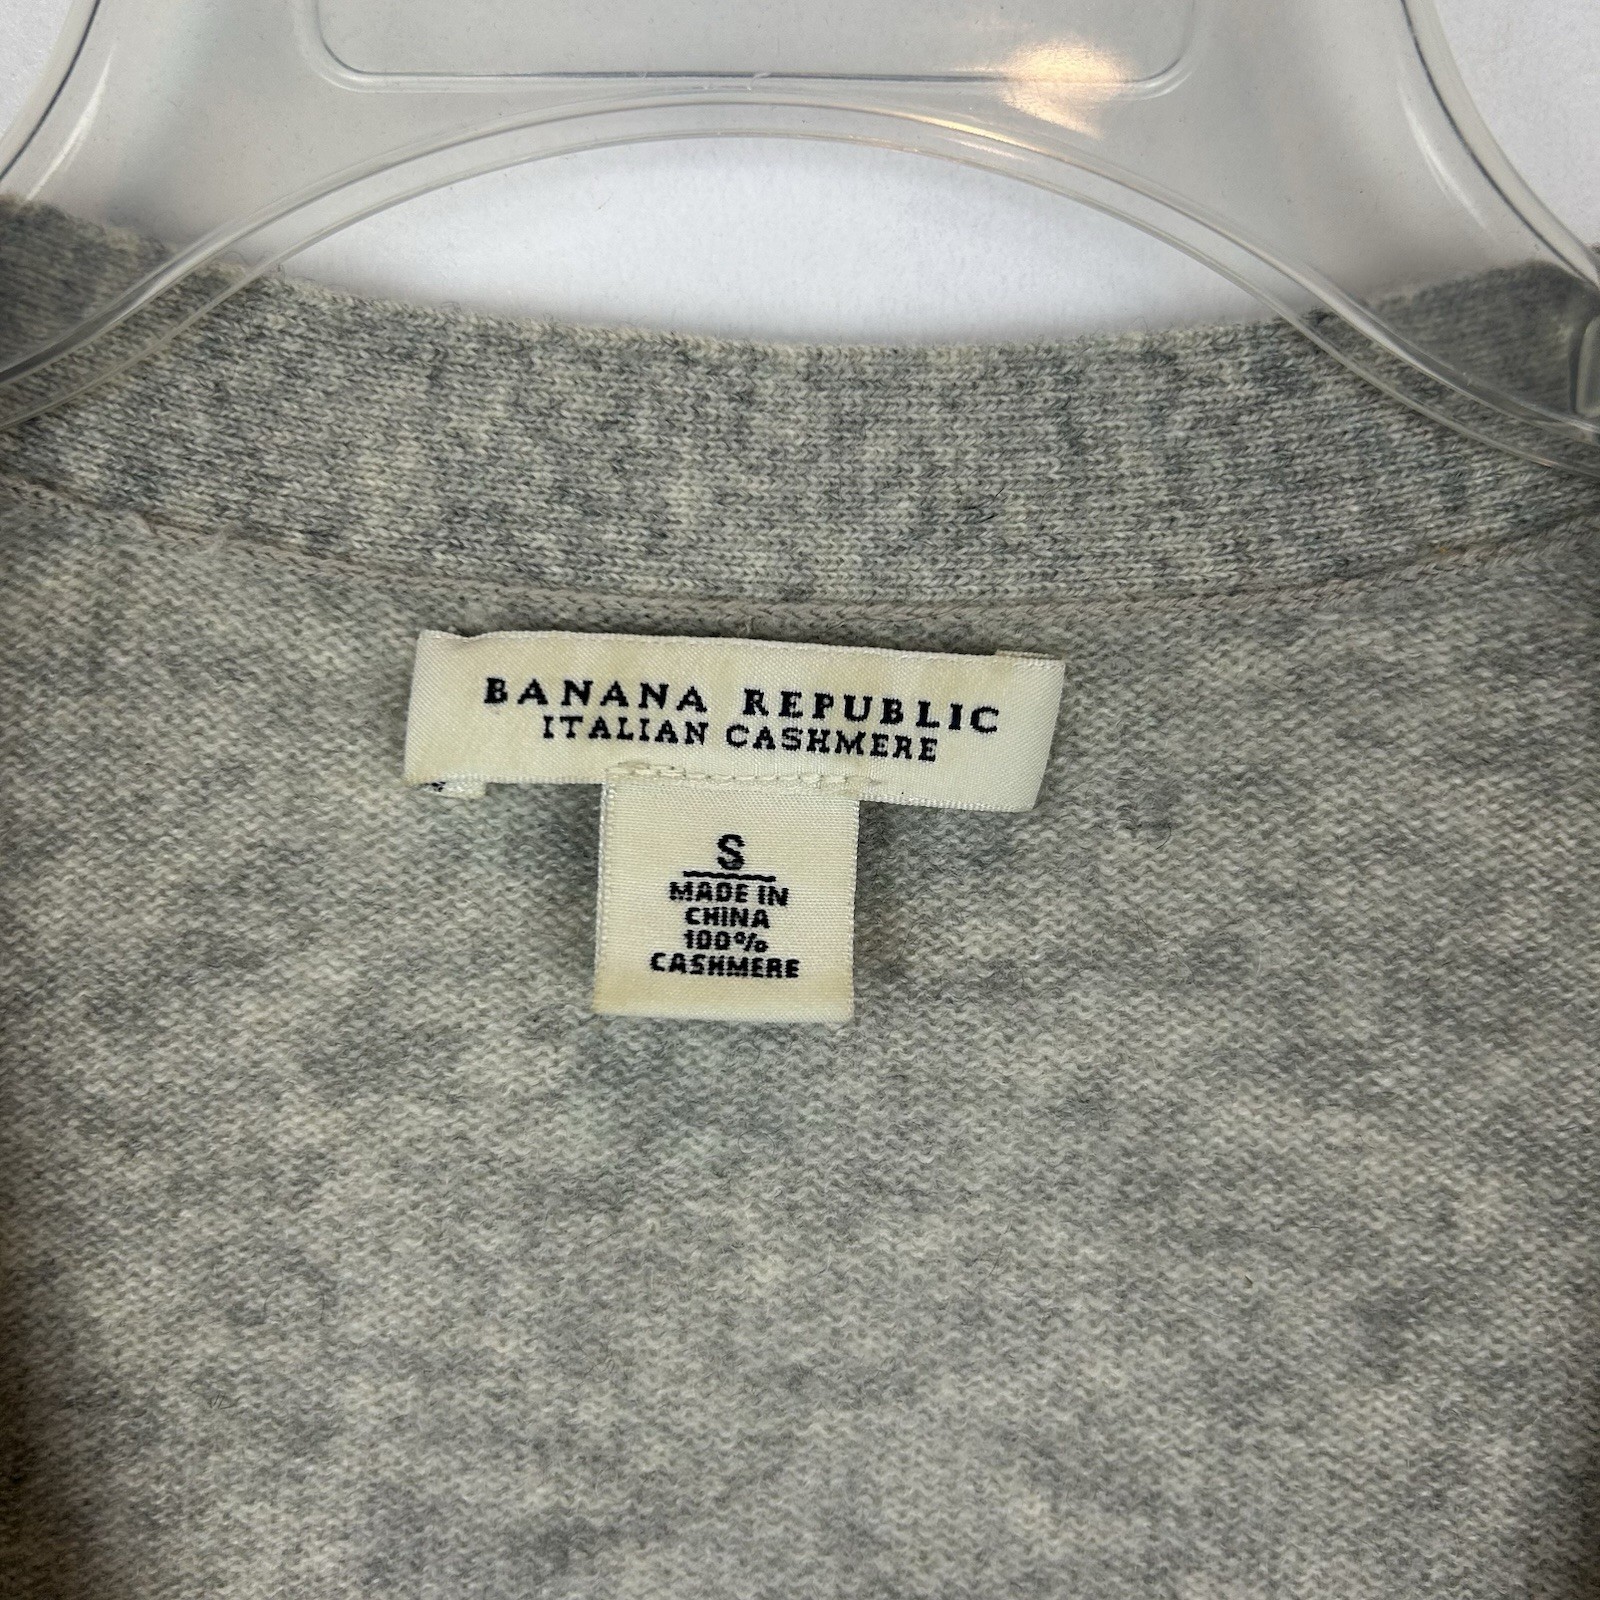 BANANA REPUBLIC
ITALIAN CASHMERE
S
MADE IN
CHINA
100%
CASHMERE